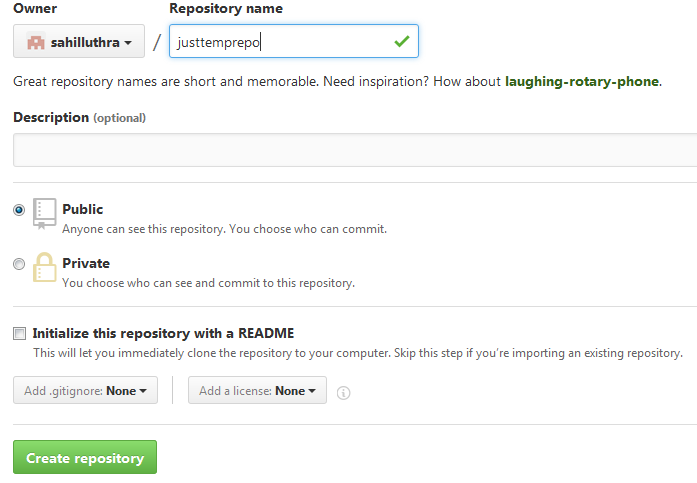 Owner
Repository name
sahilluthra / justtemprepo
Great repository names are short and memorable. Need inspiration? How about laughing-rotary-phone.
Description (optional)
Public
Anyone can see this repository. You choose who can commit.
Private
You choose who can see and commit to this repository.
Initialize this repository with a README
This will let you immediately clone the repository to your computer. Skip this step if you’re importing an existing repository.
Add .gitignore: None
Add a license: None
Create repository